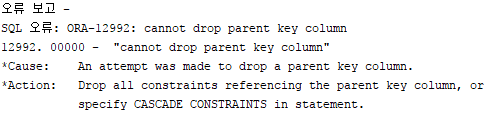 오류 보고 -
SQL 오류: ORA-12992: cannot drop parent key column
12992. 00000 -  "cannot drop parent key column"
*Cause:    An attempt was made to drop a parent key column.
*Action:   Drop all constraints referencing the parent key column, or
           specify CASCADE CONSTRAINTS in statement.